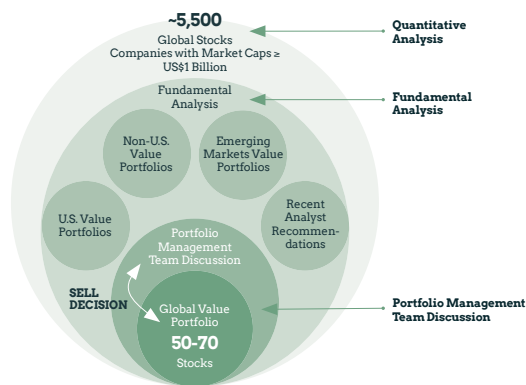 ~5,500
Global Stocks
Companies with Market Caps ≥
US$1 Billion
Quantitative
Analysis
Fundamental
Analysis
Fundamental
Analysis
Non-U.S.
Value
Portfolios
Emerging
Markets Value
Portfolios
U.S. Value
Portfolios
Recent
Analyst
Recommen-
dations
Portfolio
Management
Team Discussion
SELL
DECISION
Global Value
Portfolio
50-70
Stocks
Portfolio Management
Team Discussion